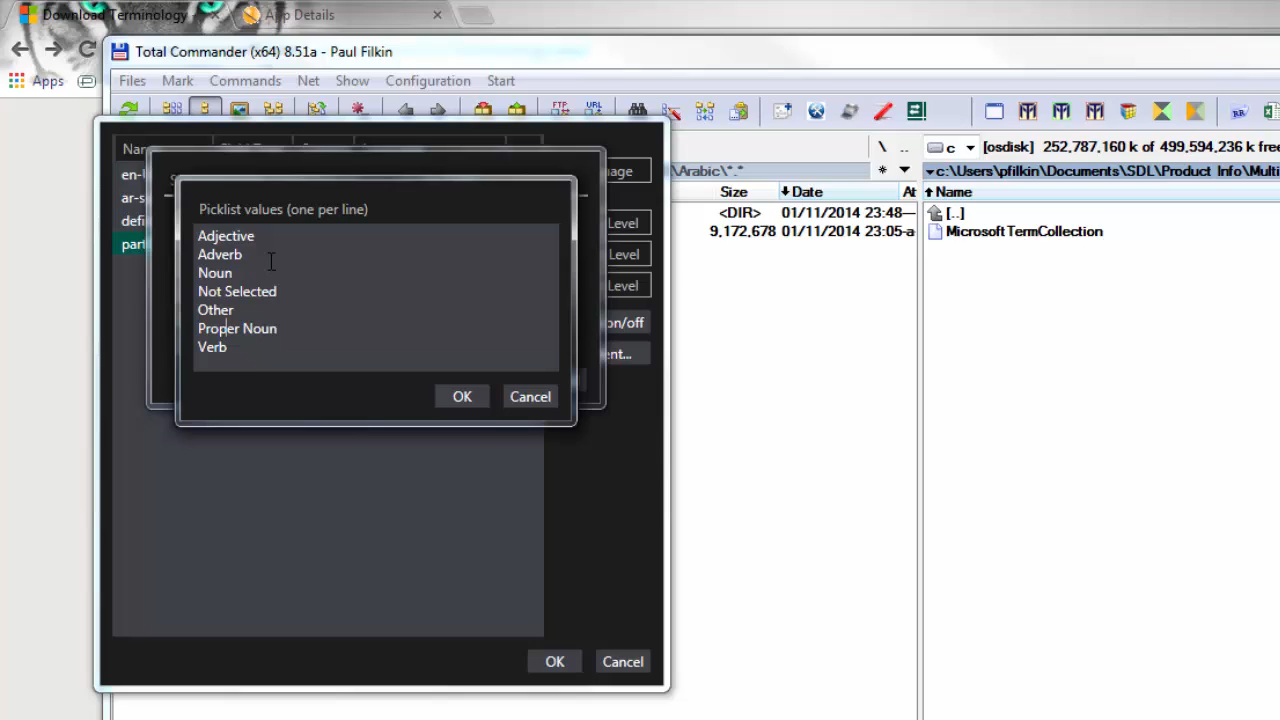 Download Terminology
App Details
Apps
Total Commander (x64) 8.51a - Paul Filkin
Files Mark Commands Net Show Configuration Start
FTP URL
c [osdisk] 252,787,160 k of 499,594,236 k free
\Arabic\*.*
c:\Users\pfilkin\Documents\SDL\Product Info\Multi
Size Date At Name
<DIR> 01/11/2014 23:48 [..]
9,172,678 01/11/2014 23:05 -a Microsoft TermCollection
Picklist values (one per line)
Adjective
Adverb
Noun
Not Selected
Other
Proper Noun
Verb
OK Cancel
Level
Level
Level
on/off
OK Cancel